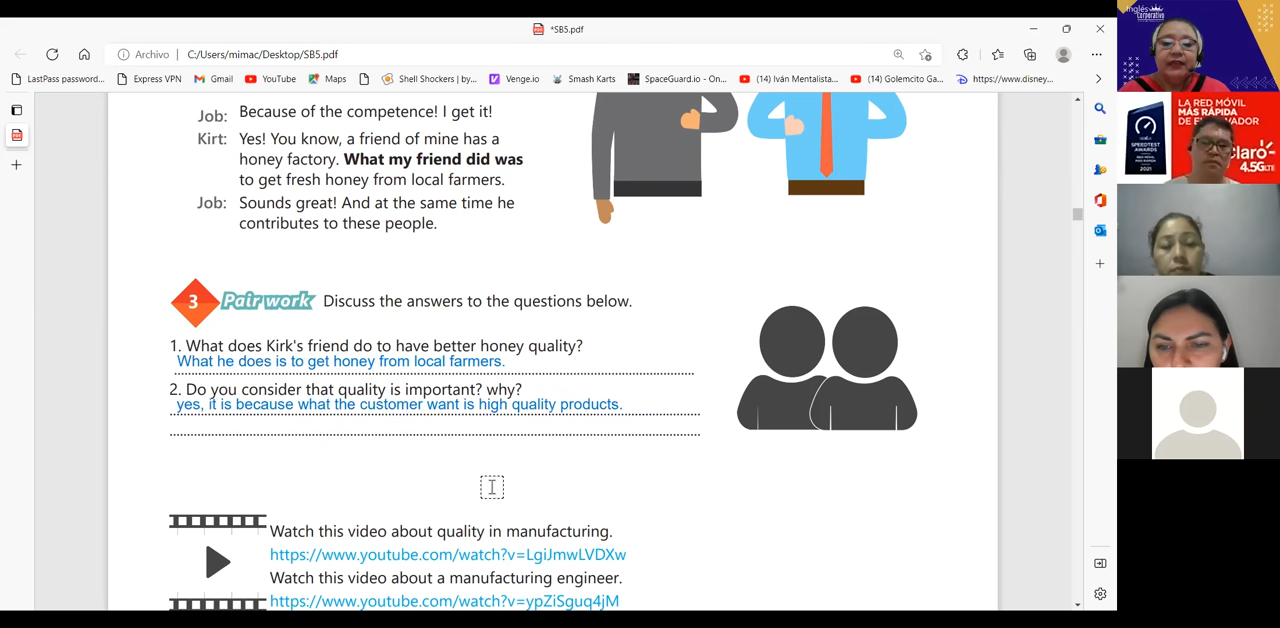 *SB5.pdf
Archivo
C:/Users/mimac/Desktop/SB5.pdf
LastPass password...
Express VPN
Gmail
YouTube
Maps
Shell Shockers | by...
Venge.io
Smash Karts
SpaceGuard.io - On...
(14) Iván Mentalista...
(14) Golemcito Ga...
https://www.disney...
Job: Because of the competence! I get it!
Kirt: Yes! You know, a friend of mine has a
honey factory. What my friend did was
to get fresh honey from local farmers.
Job: Sounds great! And at the same time he
contributes to these people.
3 Pair work Discuss the answers to the questions below.
1. What does Kirk's friend do to have better honey quality?
What he does is to get honey from local farmers.
2. Do you consider that quality is important? why?
yes, it is because what the customer want is high quality products.
Watch this video about quality in manufacturing.
https://www.youtube.com/watch?v=LgiJmwLVDXw
Watch this video about a manufacturing engineer.
https://www.youtube.com/watch?v=ypZiSguq4jM
Inglés
Corporativo
LA RED MÓVIL
MÁS RÁPIDA
DE EL SALVADOR
SPEEDTEST
AWARDS
2021
Claro
4.5G LTE